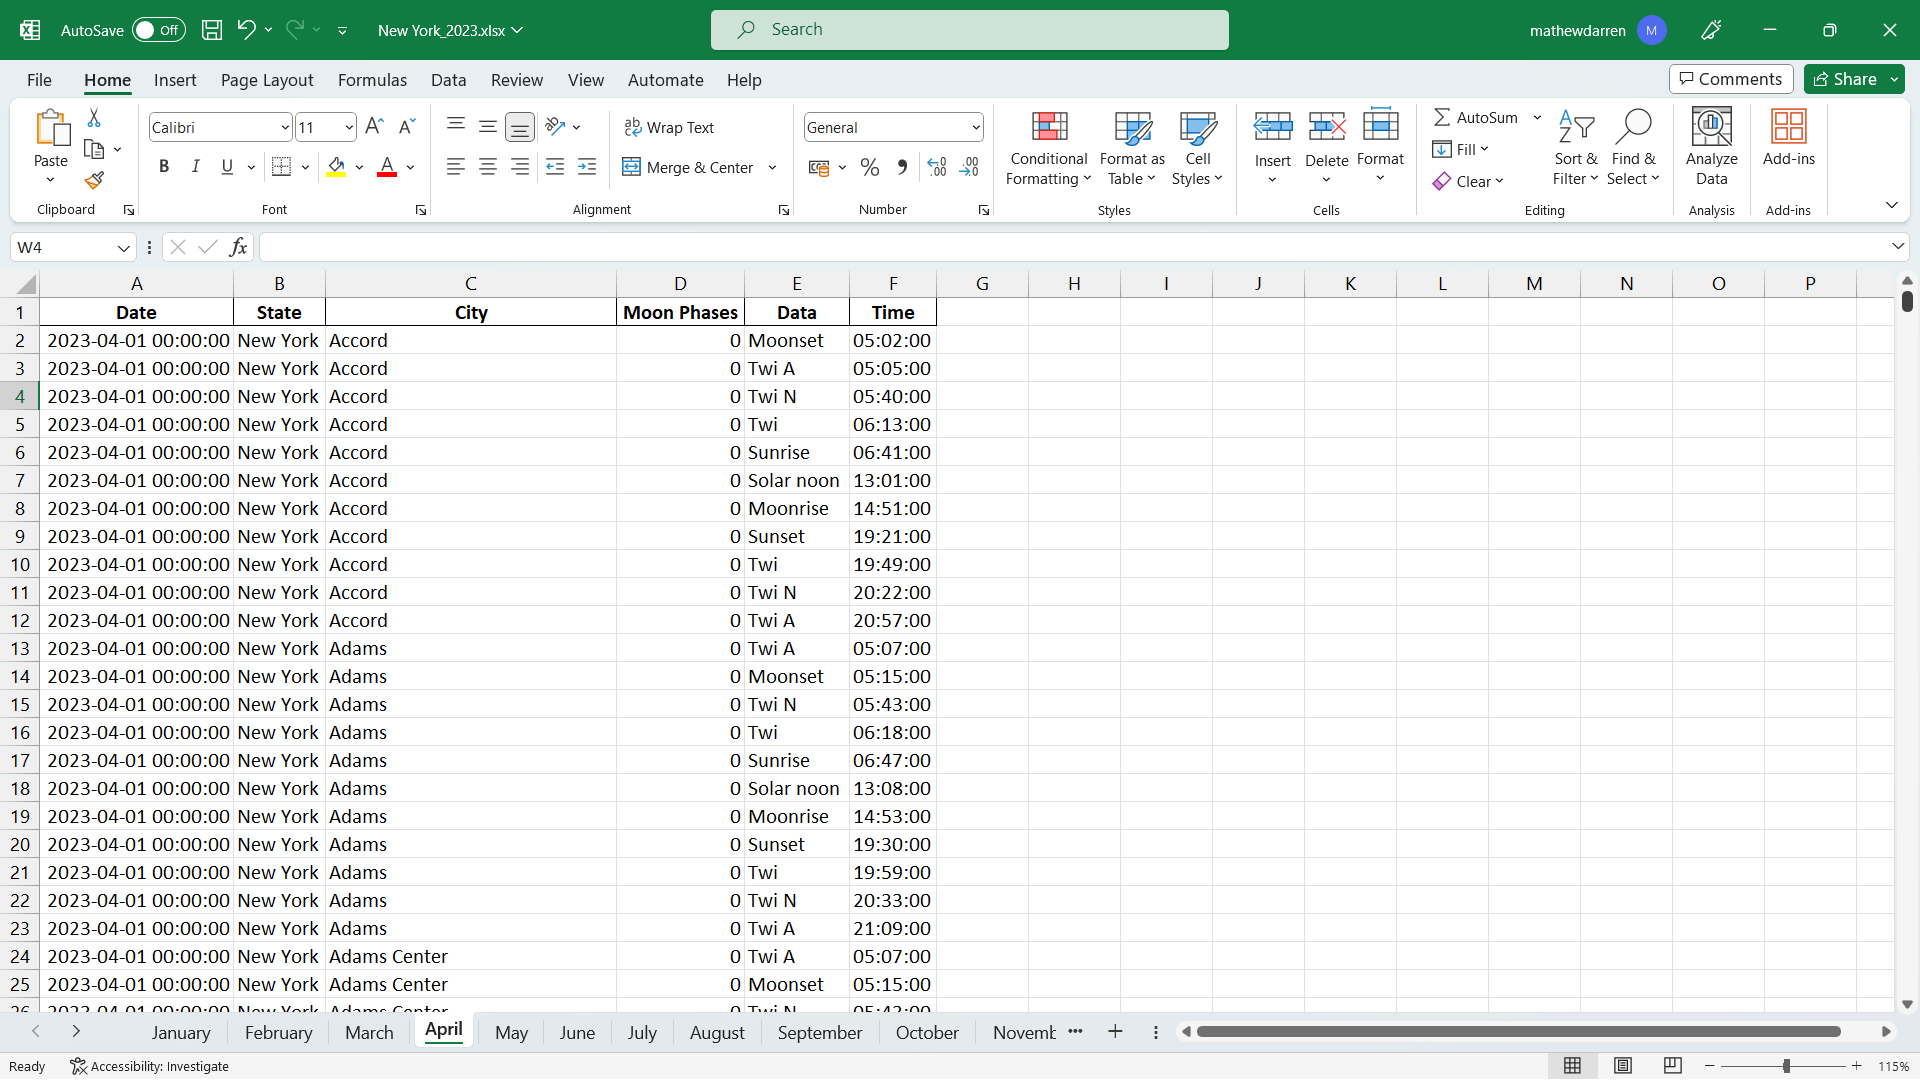 AutoSave Off New York_2023.xlsx Search mathewdarren M
File Home Insert Page Layout Formulas Data Review View Automate Help Comments Share
Paste Calibri 11 Wrap Text General Conditional Formatting Format as Table Cell Styles Insert Delete Format AutoSum Sort & Filter Find & Select Analyze Data Add-ins
B I U A Merge & Center % Fill Clear
Clipboard Font Alignment Number Styles Cells Editing Analysis Add-ins
W4 fx
A B C D E F G H I J K L M N O P
1 Date State City Moon Phases Data Time
2 2023-04-01 00:00:00 New York Accord 0 Moonset 05:02:00
3 2023-04-01 00:00:00 New York Accord 0 Twi A 05:05:00
4 2023-04-01 00:00:00 New York Accord 0 Twi N 05:40:00
5 2023-04-01 00:00:00 New York Accord 0 Twi 06:13:00
6 2023-04-01 00:00:00 New York Accord 0 Sunrise 06:41:00
7 2023-04-01 00:00:00 New York Accord 0 Solar noon 13:01:00
8 2023-04-01 00:00:00 New York Accord 0 Moonrise 14:51:00
9 2023-04-01 00:00:00 New York Accord 0 Sunset 19:21:00
10 2023-04-01 00:00:00 New York Accord 0 Twi 19:49:00
11 2023-04-01 00:00:00 New York Accord 0 Twi N 20:22:00
12 2023-04-01 00:00:00 New York Accord 0 Twi A 20:57:00
13 2023-04-01 00:00:00 New York Adams 0 Twi A 05:07:00
14 2023-04-01 00:00:00 New York Adams 0 Moonset 05:15:00
15 2023-04-01 00:00:00 New York Adams 0 Twi N 05:43:00
16 2023-04-01 00:00:00 New York Adams 0 Twi 06:18:00
17 2023-04-01 00:00:00 New York Adams 0 Sunrise 06:47:00
18 2023-04-01 00:00:00 New York Adams 0 Solar noon 13:08:00
19 2023-04-01 00:00:00 New York Adams 0 Moonrise 14:53:00
20 2023-04-01 00:00:00 New York Adams 0 Sunset 19:30:00
21 2023-04-01 00:00:00 New York Adams 0 Twi 19:59:00
22 2023-04-01 00:00:00 New York Adams 0 Twi N 20:33:00
23 2023-04-01 00:00:00 New York Adams 0 Twi A 21:09:00
24 2023-04-01 00:00:00 New York Adams Center 0 Twi A 05:07:00
25 2023-04-01 00:00:00 New York Adams Center 0 Moonset 05:15:00
26 2023-04-01 00:00:00 New York Adams Center 0 Twi N 05:43:00
January February March April May June July August September October Novemb
Ready Accessibility: Investigate 115%